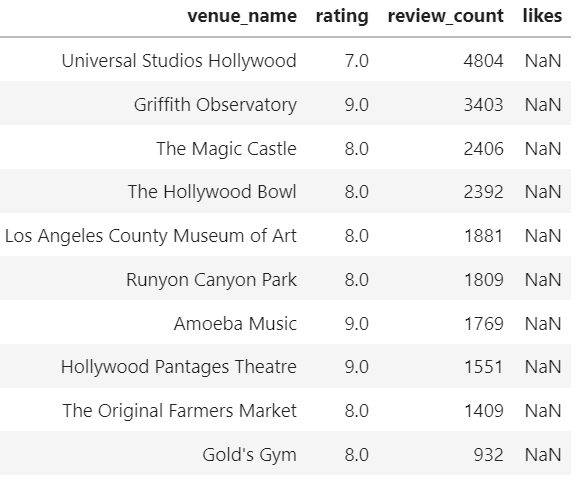 venue_name rating review_count likes
Universal Studios Hollywood 7.0 4804 NaN
Griffith Observatory 9.0 3403 NaN
The Magic Castle 8.0 2406 NaN
The Hollywood Bowl 8.0 2392 NaN
Los Angeles County Museum of Art 8.0 1881 NaN
Runyon Canyon Park 8.0 1809 NaN
Amoeba Music 9.0 1769 NaN
Hollywood Pantages Theatre 9.0 1551 NaN
The Original Farmers Market 8.0 1409 NaN
Gold's Gym 8.0 932 NaN